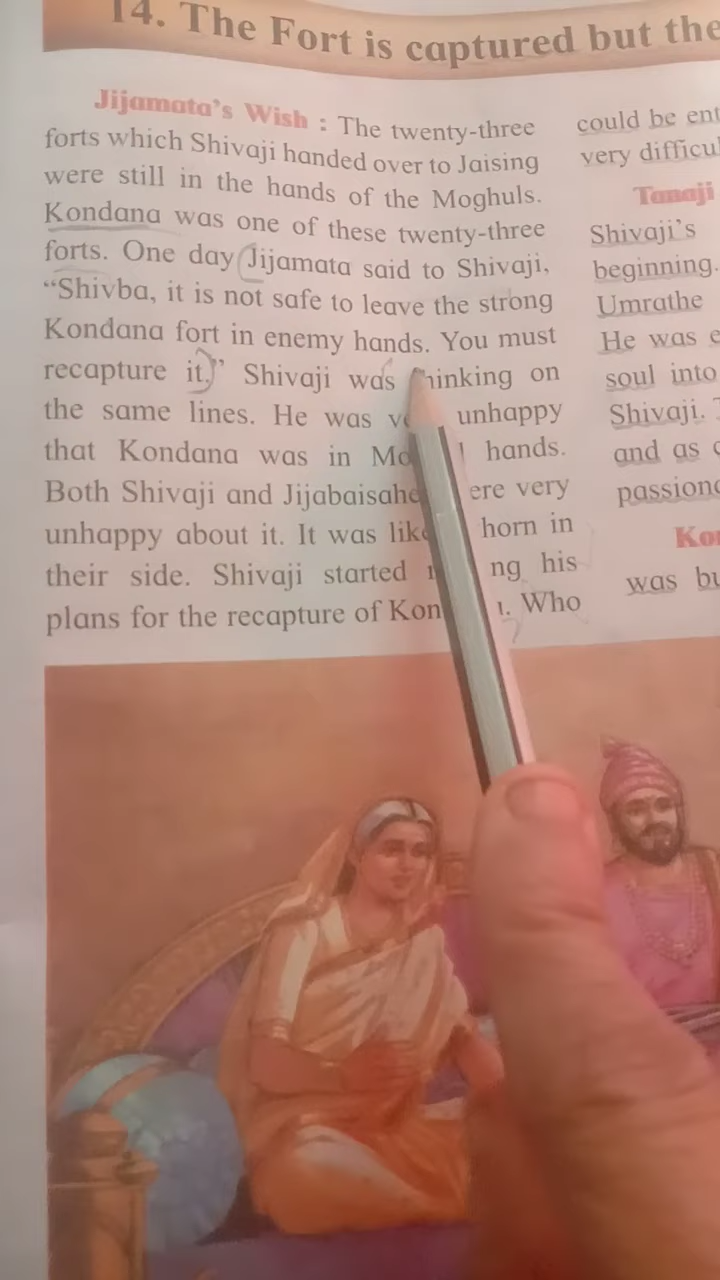 14. The Fort is captured but the
Jijamata's Wish : The twenty-three
forts which Shivaji handed over to Jaising
were still in the hands of the Moghuls.
Kondana was one of these twenty-three
forts. One day Jijamata said to Shivaji,
“Shivba, it is not safe to leave the strong
Kondana fort in enemy hands. You must
recapture it.” Shivaji was hinking on
the same lines. He was unhappy
that Kondana was in hands.
Both Shivaji and ere very
unhappy about it. It was horn in
their side. Shivaji started ng his
plans for the recapture of Kon Who
could be ent
very difficul
Tanaji
Shivaji's
beginning.
Umrathe
He was e
soul into
Shivaji.
and as
passion
Kon
was bu